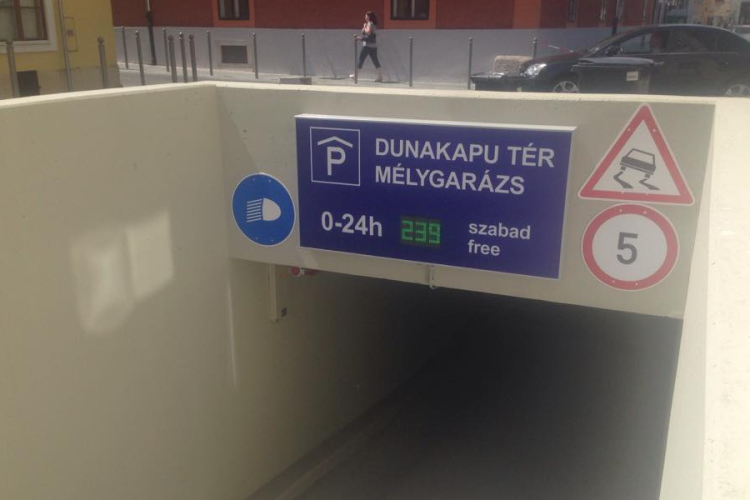 P
DUNAKAPU TÉR
MÉLYGARÁZS
0-24h
239
szabad
free
5